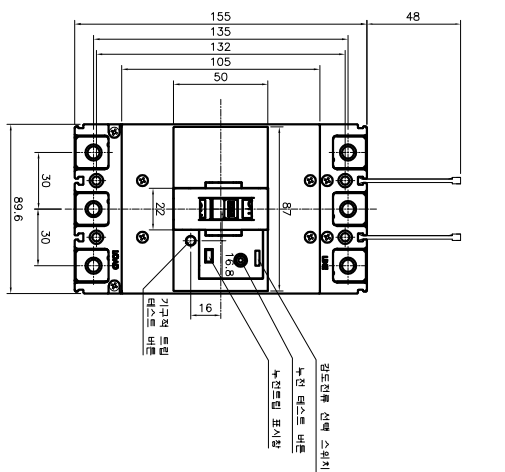 155
48
135
132
105
50
89.6
30
30
22
87
16.8
16
LOAD
LINE
기구적 트립
테스트 버튼
누전트립 표시창
누전 테스트 버튼
감도전류 선택 스위치